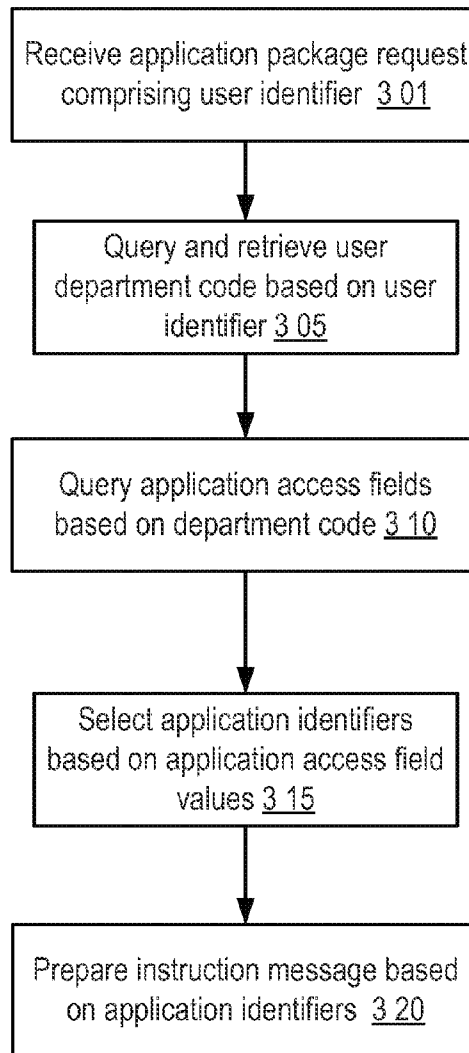 Receive application package request
comprising user identifier 3 01
Query and retrieve user
department code based on user
identifier 3 05
Query application access fields
based on department code 3 10
Select application identifiers
based on application access field
values 3 15
Prepare instruction message based
on application identifiers 3 20